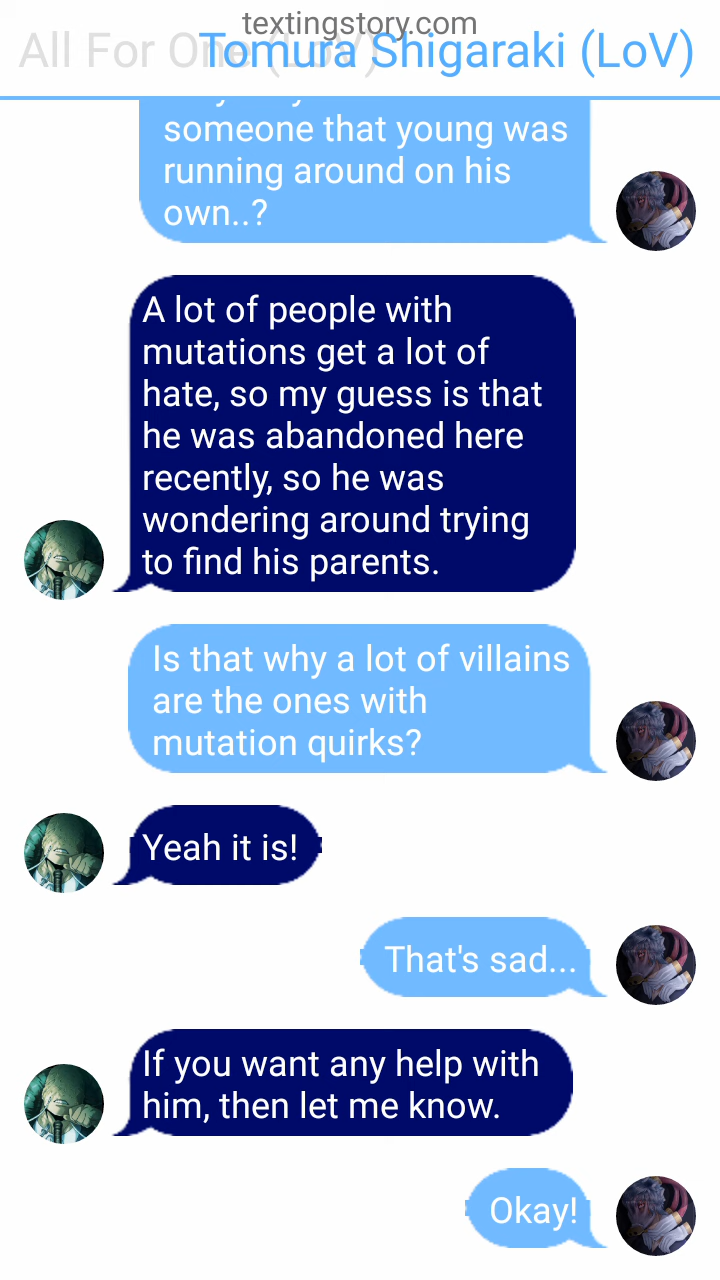 textingstory.com
All For One (LoV)
Tomura Shigaraki (LoV)
someone that young was
running around on his
own..?
A lot of people with
mutations get a lot of
hate, so my guess is that
he was abandoned here
recently, so he was
wondering around trying
to find his parents.
Is that why a lot of villains
are the ones with
mutation quirks?
Yeah it is!
That's sad...
If you want any help with
him, then let me know.
Okay!